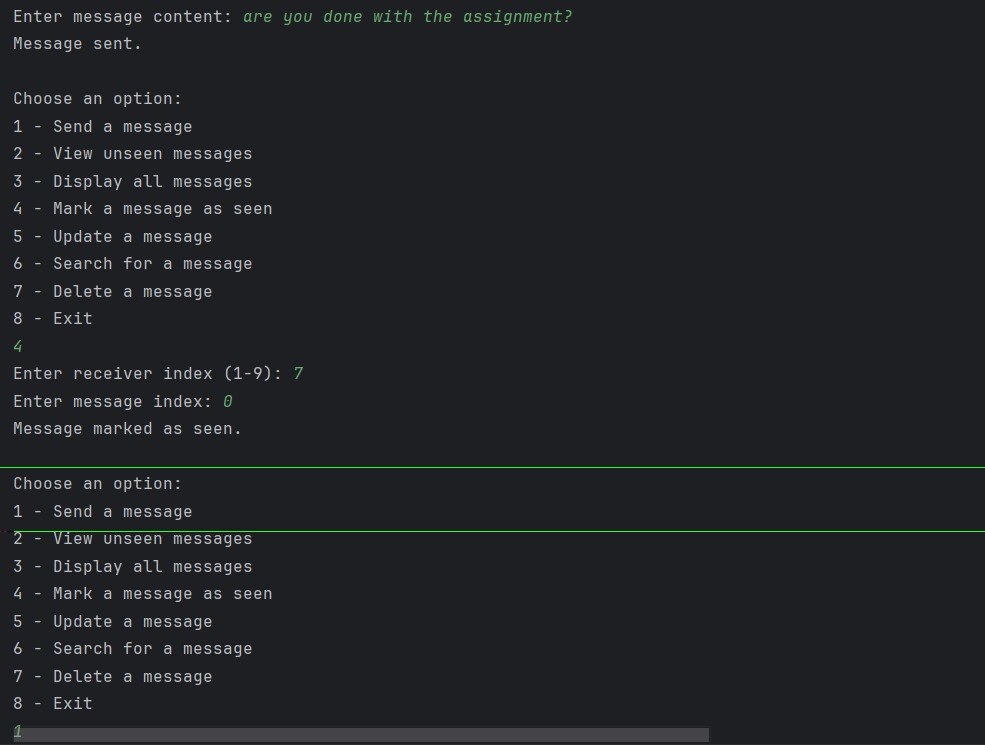 Enter message content: are you done with the assignment?
Message sent.
Choose an option:
1 - Send a message
2 - View unseen messages
3 - Display all messages
4 - Mark a message as seen
5 - Update a message
6 - Search for a message
7 - Delete a message
8 - Exit
4
Enter receiver index (1-9): 7
Enter message index: 0
Message marked as seen.
Choose an option:
1 - Send a message
2 - View unseen messages
3 - Display all messages
4 - Mark a message as seen
5 - Update a message
6 - Search for a message
7 - Delete a message
8 - Exit
1